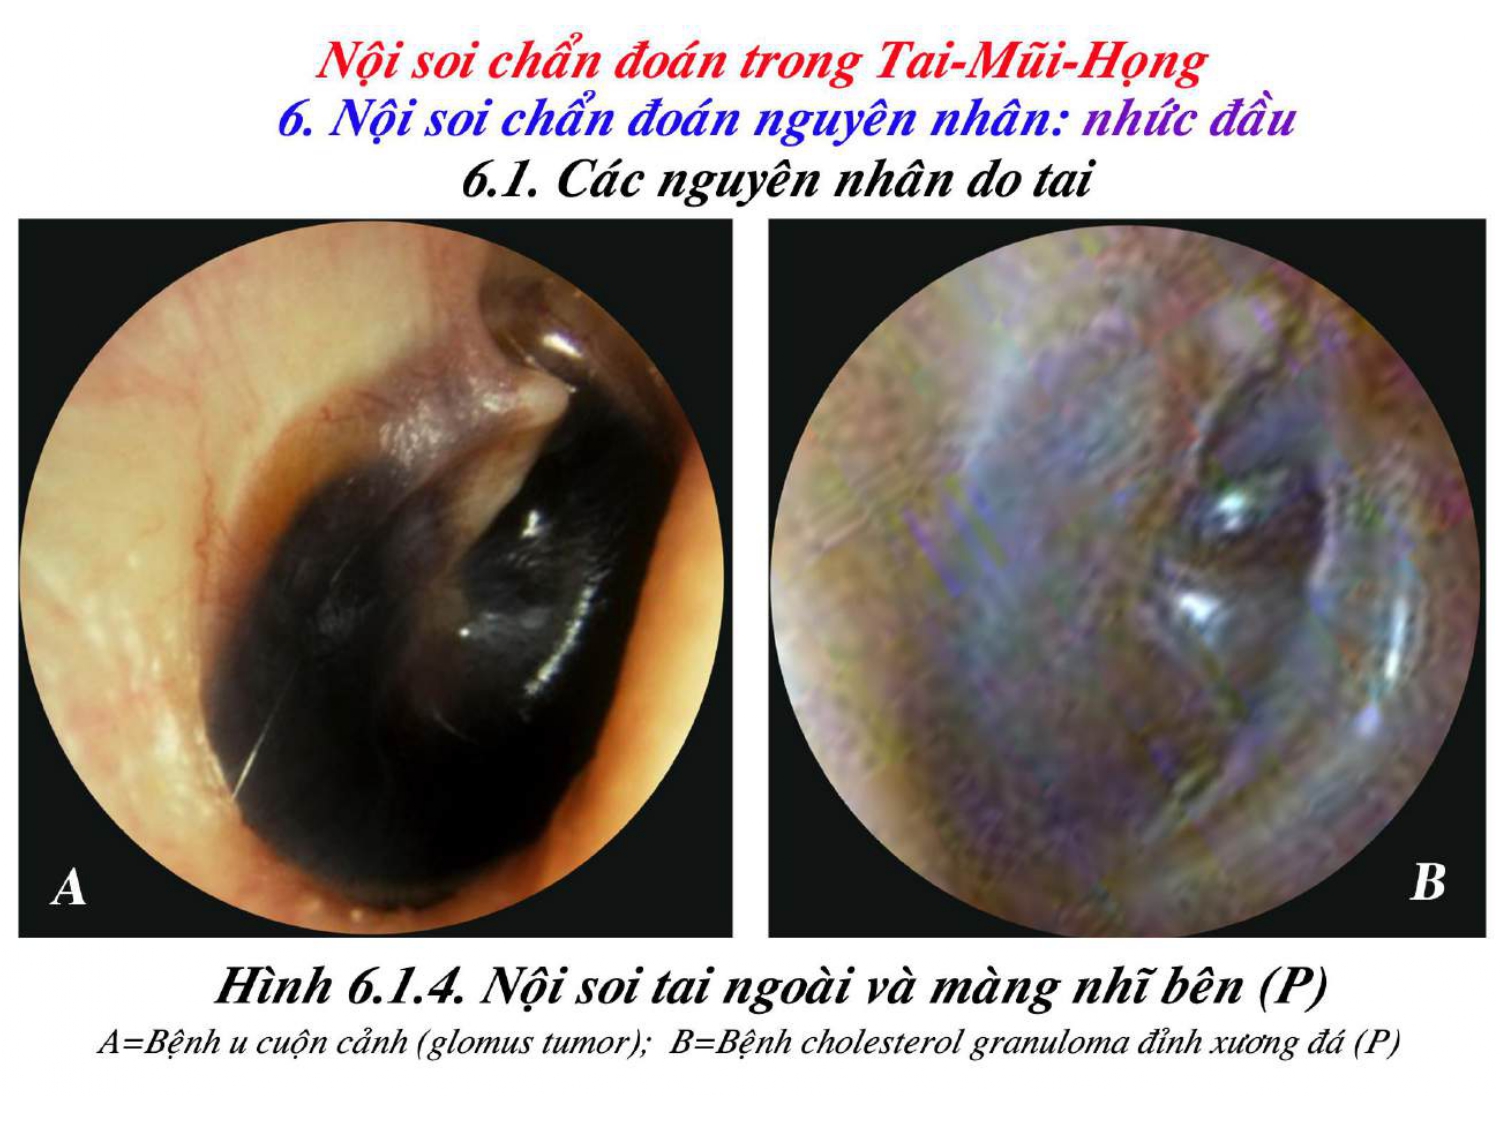 Nội soi chẩn đoán trong Tai-Mũi-Họng
6. Nội soi chẩn đoán nguyên nhân: nhức đầu
6.1. Các nguyên nhân do tai
A
B
Hình 6.1.4. Nội soi tai ngoài và màng nhĩ bên (P)
A=Bệnh u cuộn cảnh (glomus tumor); B=Bệnh cholesterol granuloma đỉnh xương đá (P)